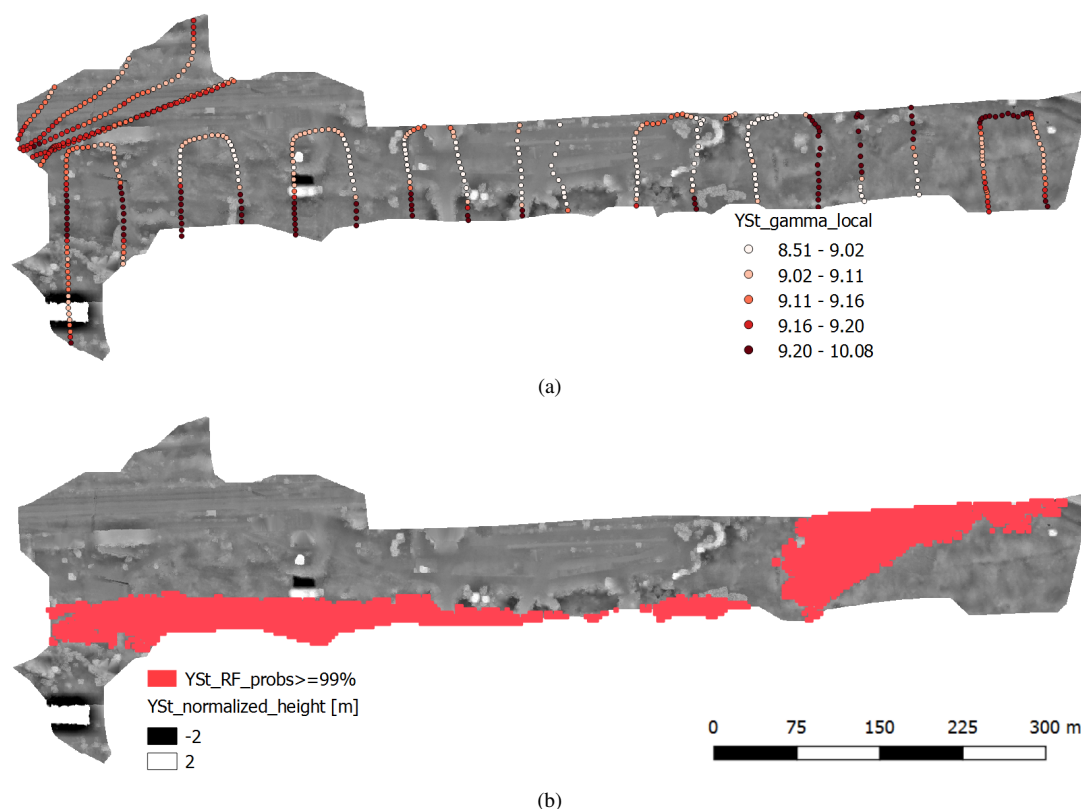 YSt_gamma_local
8.51 - 9.02
9.02 - 9.11
9.11 - 9.16
9.16 - 9.20
9.20 - 10.08
(a)
YSt_RF_probs>=99%
YSt_normalized_height [m]
-2
2
0 75 150 225 300 m
(b)